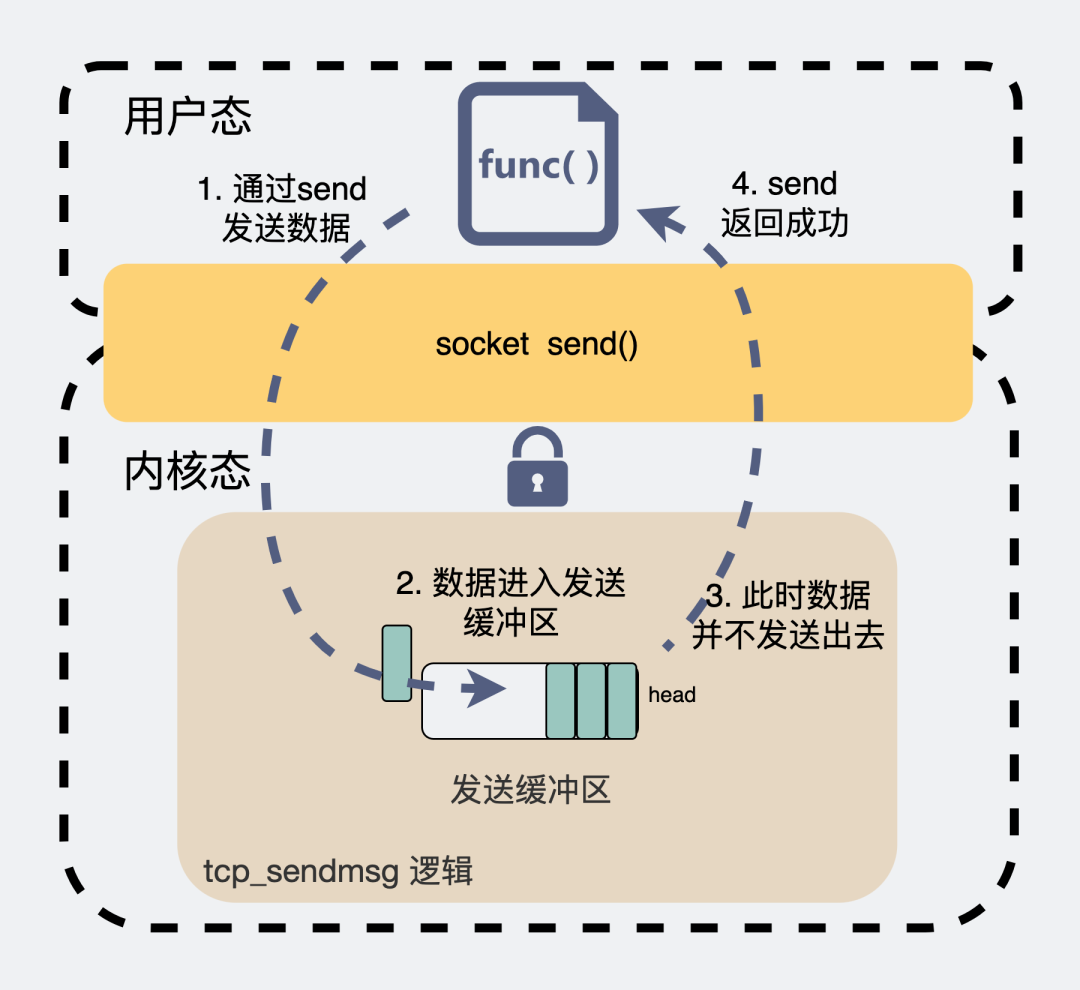 用户态
func( )
1. 通过send
发送数据
4. send
返回成功
socket send()
内核态
2. 数据进入发送
缓冲区
3. 此时数据
并不发送出去
head
发送缓冲区
tcp_sendmsg 逻辑